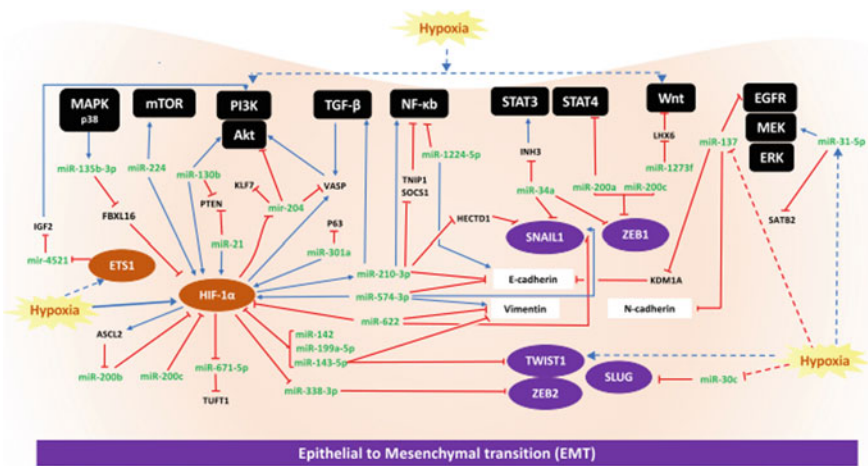 Hypoxia
MAPK
p38
mTOR
PI3K
Akt
TGF-β
NF-κb
STAT3
STAT4
Wnt
EGFR
MEK
ERK
miR-135b-3p
miR-224
miR-130b
KLF7
mir-204
VASP
TNIP1
SOCS1
miR-1224-5p
INH3
miR-34a
miR-200a
miR-200c
LHX6
miR-1273f
miR-137
miR-31-5p
SATB2
IGF2
FBXL16
PTEN
miR-21
P63
miR-301a
HECTD1
SNAIL1
ZEB1
mir-4521
ETS1
HIF-1α
miR-210-3p
miR-574-3p
miR-622
E-cadherin
KDM1A
Vimentin
N-cadherin
Hypoxia
ASCL2
miR-200b
miR-200c
miR-671-5p
TUFT1
miR-142
miR-199a-5p
miR-143-5p
miR-338-3p
TWIST1
ZEB2
SLUG
miR-30c
Hypoxia
Epithelial to Mesenchymal transition (EMT)